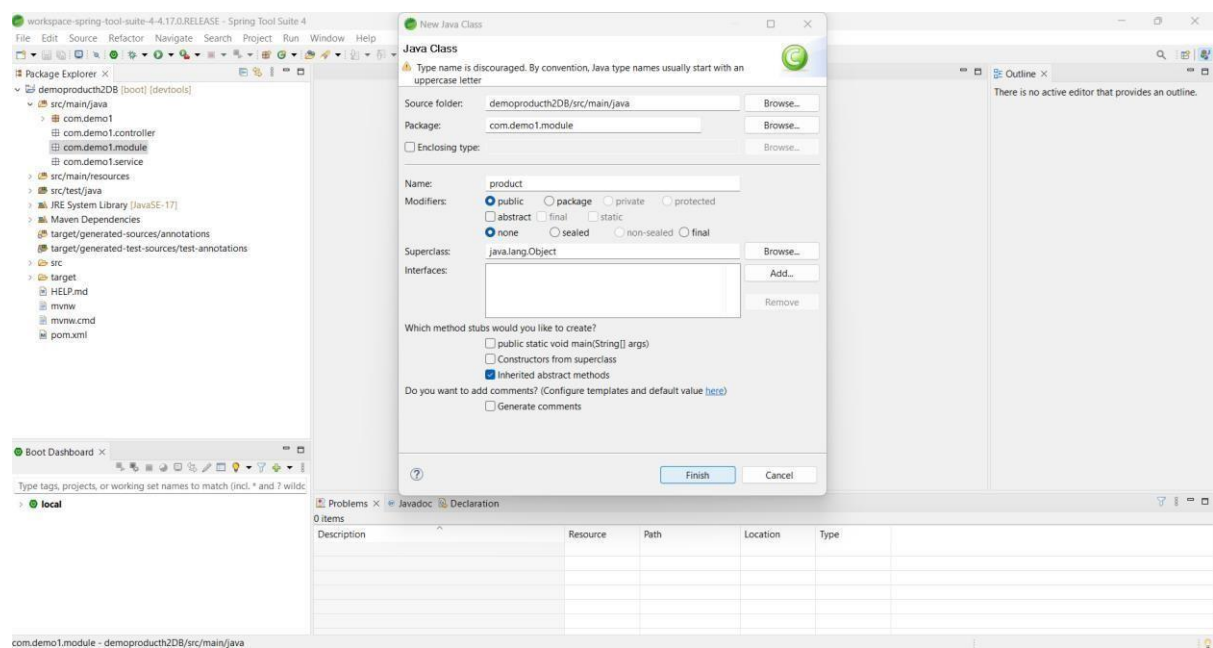 workspace-spring-tool-suite-4-4.17.0.RELEASE - Spring Tool Suite 4
File Edit Source Refactor Navigate Search Project Run Window Help
Package Explorer
demoproducth2DB [boot] [devtools]
src/main/java
com.demo1
com.demo1.controller
com.demo1.module
com.demo1.service
src/main/resources
src/test/java
JRE System Library [JavaSE-17]
Maven Dependencies
target/generated-sources/annotations
target/generated-test-sources/test-annotations
src
target
HELP.md
mvnw
mvnw.cmd
pom.xml
Boot Dashboard
Type tags, projects, or working set names to match (incl. * and ? wildc
local
New Java Class
Java Class
Type name is discouraged. By convention, Java type names usually start with an
uppercase letter
Source folder: demoproducth2DB/src/main/java Browse...
Package: com.demo1.module Browse...
Enclosing type: Browse...
Name: product
Modifiers: public package private protected
abstract final static
none sealed non-sealed final
Superclass: java.lang.Object Browse...
Interfaces: Add...
Remove
Which method stubs would you like to create?
public static void main(String[] args)
Constructors from superclass
Inherited abstract methods
Do you want to add comments? (Configure templates and default value here)
Generate comments
? Finish Cancel
Outline
There is no active editor that provides an outline.
Problems Javadoc Declaration
0 items
Description Resource Path Location Type
com.demo1.module - demoproducth2DB/src/main/java